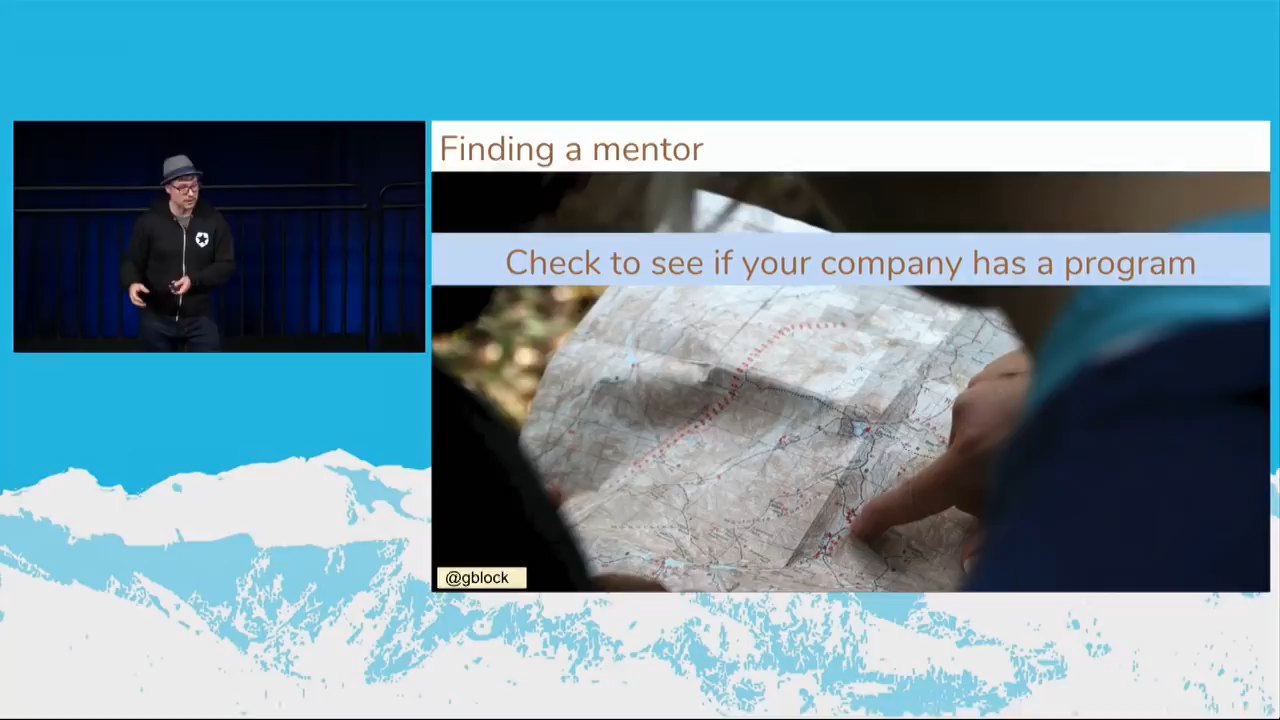 Finding a mentor
Check to see if your company has a program
@gblock